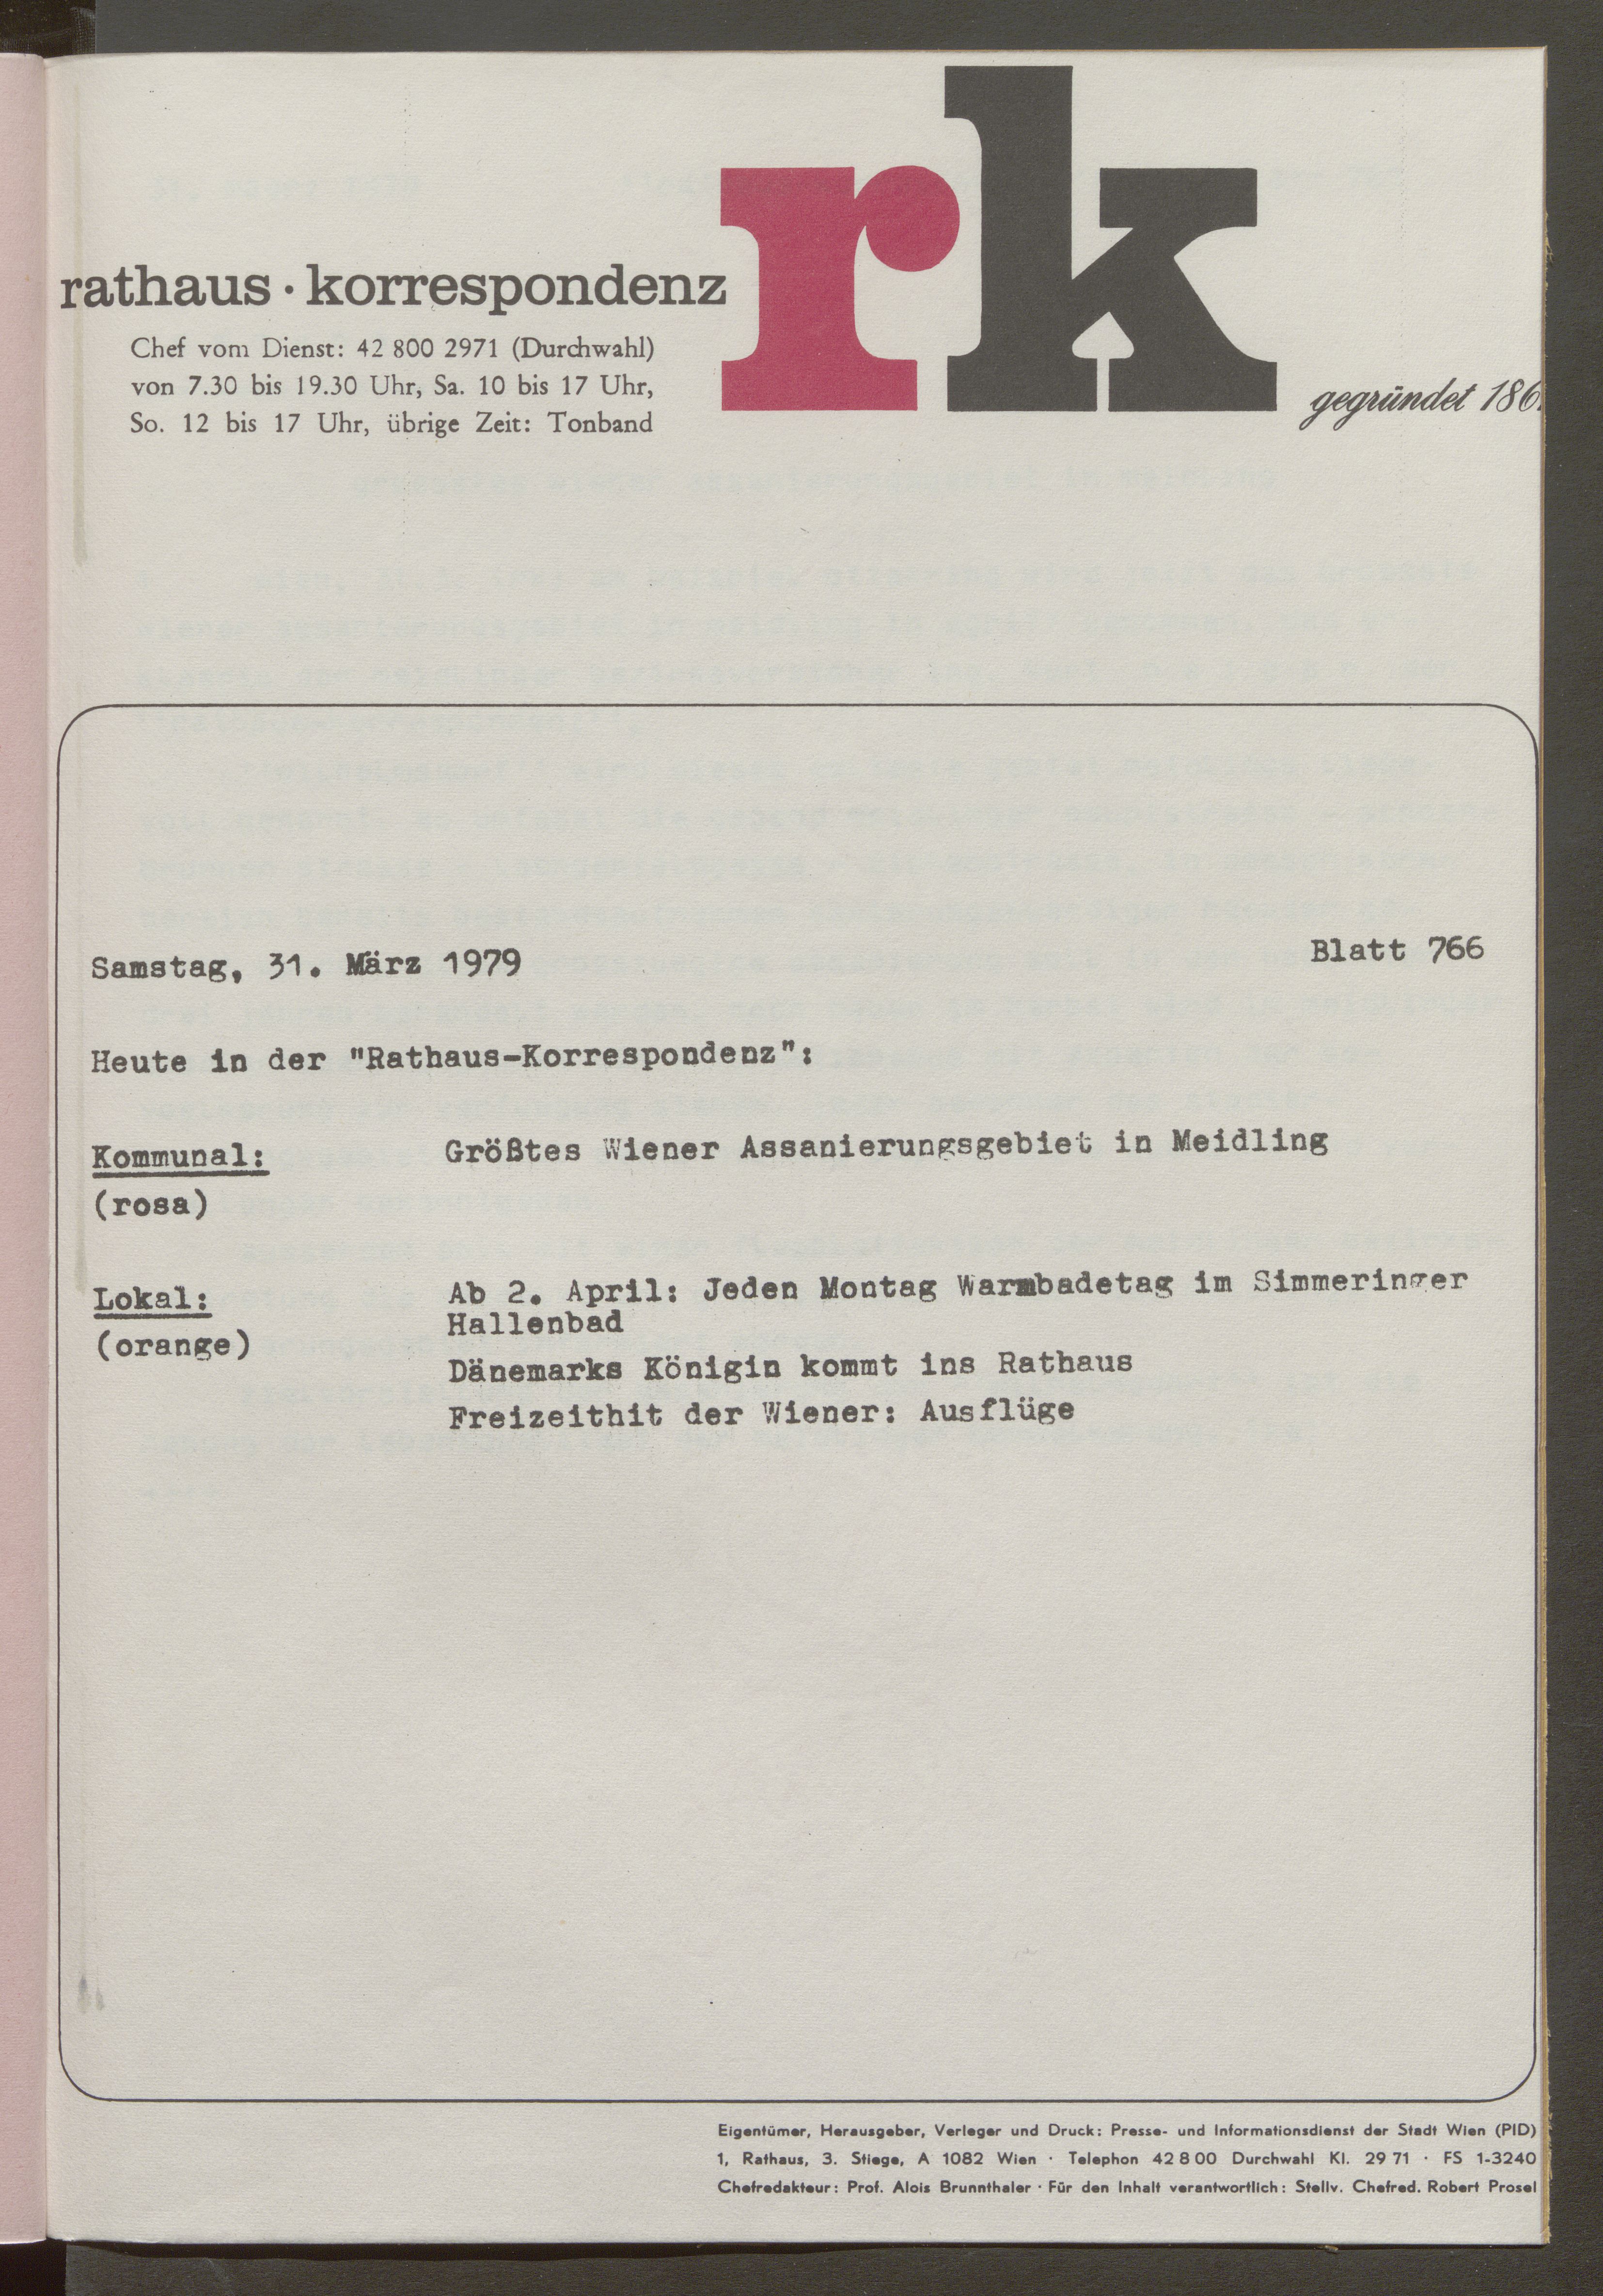 rk
rathaus · korrespondenz
Chef vom Dienst: 42 800 2971 (Durchwahl)
von 7.30 bis 19.30 Uhr, Sa. 10 bis 17 Uhr,
So. 12 bis 17 Uhr, übrige Zeit: Tonband
gegründet 186
Samstag, 31. März 1979
Blatt 766
Heute in der "Rathaus-Korrespondenz":
Kommunal:
(rosa)
Größtes Wiener Assanierungsgebiet in Meidling
Lokal:
(orange)
Ab 2. April: Jeden Montag Warmbadetag im Simmeringer
Hallenbad
Dänemarks Königin kommt ins Rathaus
Freizeithit der Wiener: Ausflüge
Eigentümer, Herausgeber, Verleger und Druck: Presse- und Informationsdienst der Stadt Wien (PID)
1, Rathaus, 3. Stiege, A 1082 Wien · Telephon 42 8 00 Durchwahl Kl. 29 71 · FS 1-3240
Chefredakteur: Prof. Alois Brunnthaler · Für den Inhalt verantwortlich: Stellv. Chefred. Robert Prosel